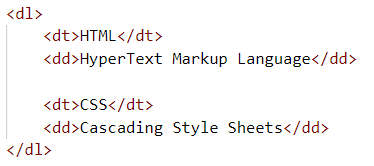 <dl>
    <dt>HTML</dt>
    <dd>HyperText Markup Language</dd>

    <dt>CSS</dt>
    <dd>Cascading Style Sheets</dd>
</dl>